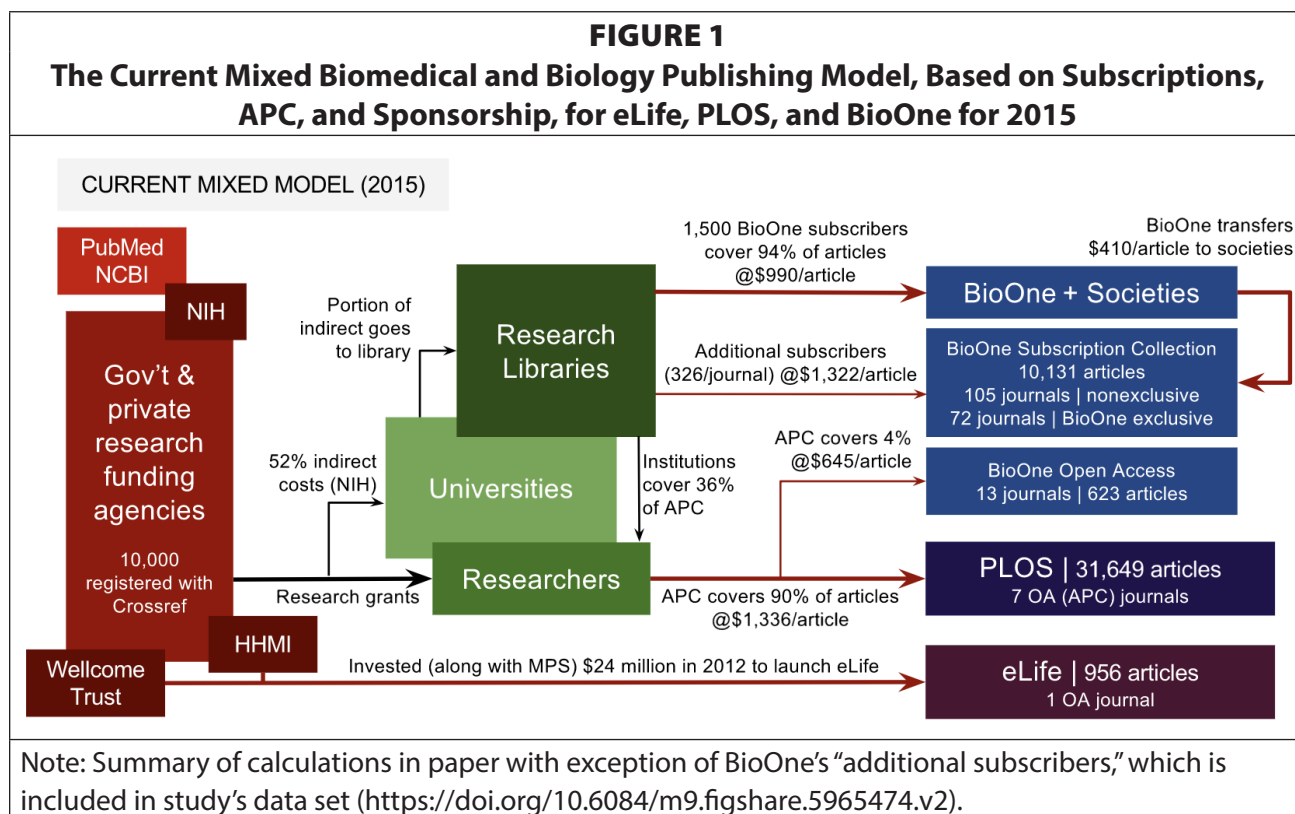 FIGURE 1
The Current Mixed Biomedical and Biology Publishing Model, Based on Subscriptions,
APC, and Sponsorship, for eLife, PLOS, and BioOne for 2015
CURRENT MIXED MODEL (2015)
PubMed
NCBI
NIH
Gov't &
private
research
funding
agencies
10,000
registered with
Crossref
HHMI
Wellcome
Trust
Portion of
indirect goes
to library
52% indirect
costs (NIH)
Research grants
Research
Libraries
Universities
Researchers
Institutions
cover 36%
of APC
1,500 BioOne subscribers
cover 94% of articles
@$990/article
Additional subscribers
(326/journal) @$1,322/article
APC covers 4%
@$645/article
APC covers 90% of articles
@$1,336/article
Invested (along with MPS) $24 million in 2012 to launch eLife
BioOne transfers
$410/article to societies
BioOne + Societies
BioOne Subscription Collection
10,131 articles
105 journals | nonexclusive
72 journals | BioOne exclusive
BioOne Open Access
13 journals | 623 articles
PLOS | 31,649 articles
7 OA (APC) journals
eLife | 956 articles
1 OA journal
Note: Summary of calculations in paper with exception of BioOne's “additional subscribers,” which is
included in study's data set (https://doi.org/10.6084/m9.figshare.5965474.v2).